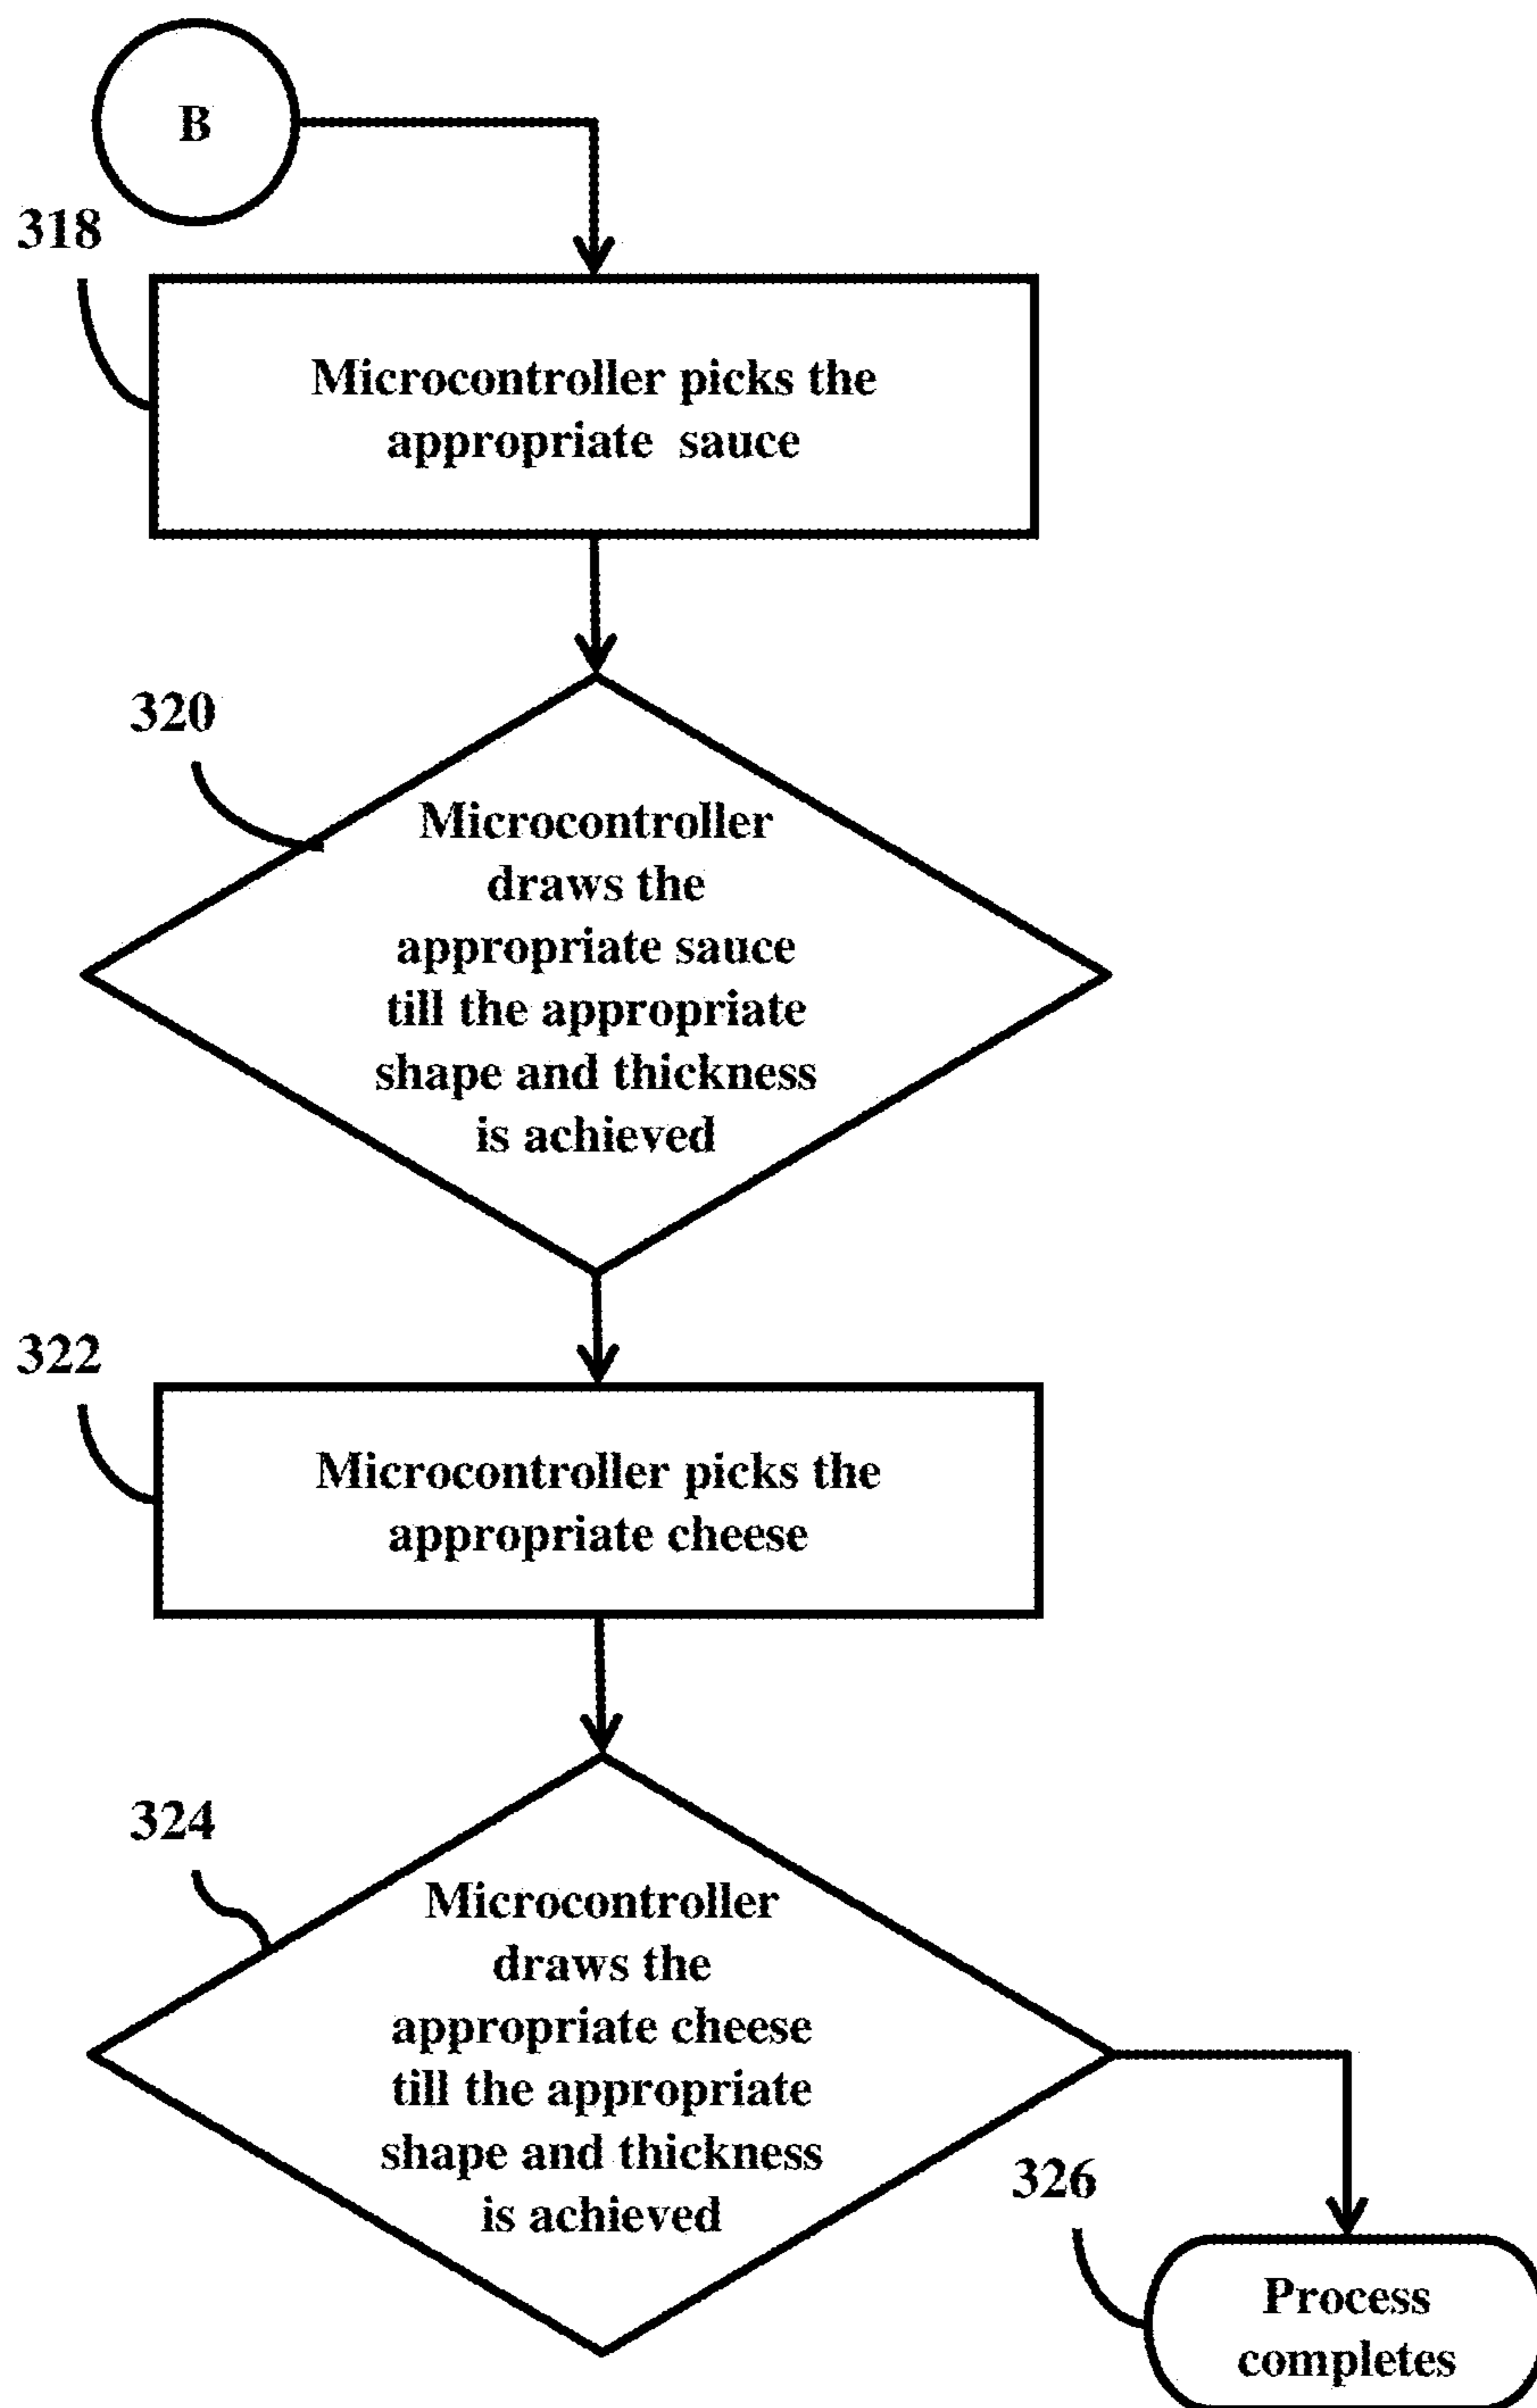 B
318
Microcontroller picks the
appropriate sauce
320
Microcontroller
draws the
appropriate sauce
till the appropriate
shape and thickness
is achieved
322
Microcontroller picks the
appropriate cheese
324
Microcontroller
draws the
appropriate cheese
till the appropriate
shape and thickness
is achieved
326
Process
completes